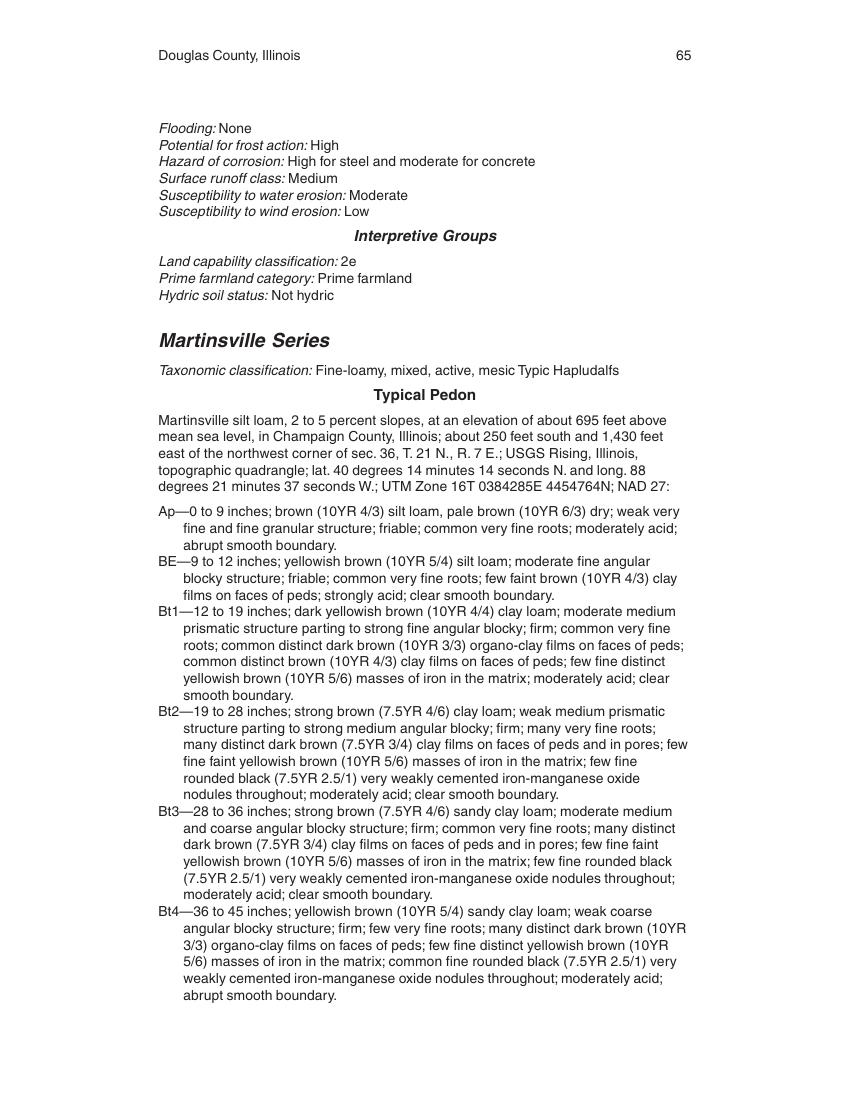 Douglas County, Illinois 65
Flooding: None
Potential for frost action: High
Hazard of corrosion: High for steel and moderate for concrete
Surface runoff class: Medium
Susceptibility to water erosion: Moderate
Susceptibility to wind erosion: Low
Interpretive Groups
Land capability classification: 2e
Prime farmland category: Prime farmland
Hydric soil status: Not hydric
Martinsville Series
Taxonomic classification: Fine-loamy, mixed, active, mesic Typic Hapludalfs
Typical Pedon
Martinsville silt loam, 2 to 5 percent slopes, at an elevation of about 695 feet above
mean sea level, in Champaign County, Illinois; about 250 feet south and 1,430 feet
east of the northwest corner of sec. 36, T. 21 N., R. 7 E.; USGS Rising, Illinois,
topographic quadrangle; lat. 40 degrees 14 minutes 14 seconds N. and long. 88
degrees 21 minutes 37 seconds W.; UTM Zone 16T 0384285E 4454764N; NAD 27:
Ap—0 to 9 inches; brown (10YR 4/3) silt loam, pale brown (10YR 6/3) dry; weak very
fine and fine granular structure; friable; common very fine roots; moderately acid;
abrupt smooth boundary.
BE—9 to 12 inches; yellowish brown (10YR 5/4) silt loam; moderate fine angular
blocky structure; friable; common very fine roots; few faint brown (10YR 4/3) clay
films on faces of peds; strongly acid; clear smooth boundary.
Bt1—12 to 19 inches; dark yellowish brown (10YR 4/4) clay loam; moderate medium
prismatic structure parting to strong fine angular blocky; firm; common very fine
roots; common distinct dark brown (10YR 3/3) organo-clay films on faces of peds;
common distinct brown (10YR 4/3) clay films on faces of peds; few fine distinct
yellowish brown (10YR 5/6) masses of iron in the matrix; moderately acid; clear
smooth boundary.
Bt2—19 to 28 inches; strong brown (7.5YR 4/6) clay loam; weak medium prismatic
structure parting to strong medium angular blocky; firm; many very fine roots;
many distinct dark brown (7.5YR 3/4) clay films on faces of peds and in pores; few
fine faint yellowish brown (10YR 5/6) masses of iron in the matrix; few fine
rounded black (7.5YR 2.5/1) very weakly cemented iron-manganese oxide
nodules throughout; moderately acid; clear smooth boundary.
Bt3—28 to 36 inches; strong brown (7.5YR 4/6) sandy clay loam; moderate medium
and coarse angular blocky structure; firm; common very fine roots; many distinct
dark brown (7.5YR 3/4) clay films on faces of peds and in pores; few fine faint
yellowish brown (10YR 5/6) masses of iron in the matrix; few fine rounded black
(7.5YR 2.5/1) very weakly cemented iron-manganese oxide nodules throughout;
moderately acid; clear smooth boundary.
Bt4—36 to 45 inches; yellowish brown (10YR 5/4) sandy clay loam; weak coarse
angular blocky structure; firm; few very fine roots; many distinct dark brown (10YR
3/3) organo-clay films on faces of peds; few fine distinct yellowish brown (10YR
5/6) masses of iron in the matrix; common fine rounded black (7.5YR 2.5/1) very
weakly cemented iron-manganese oxide nodules throughout; moderately acid;
abrupt smooth boundary.